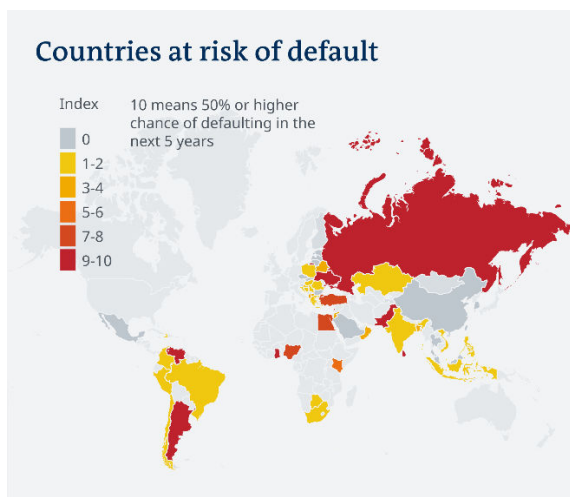 Countries at risk of default
Index
10 means 50% or higher
chance of defaulting in the
next 5 years
0
1-2
3-4
5-6
7-8
9-10